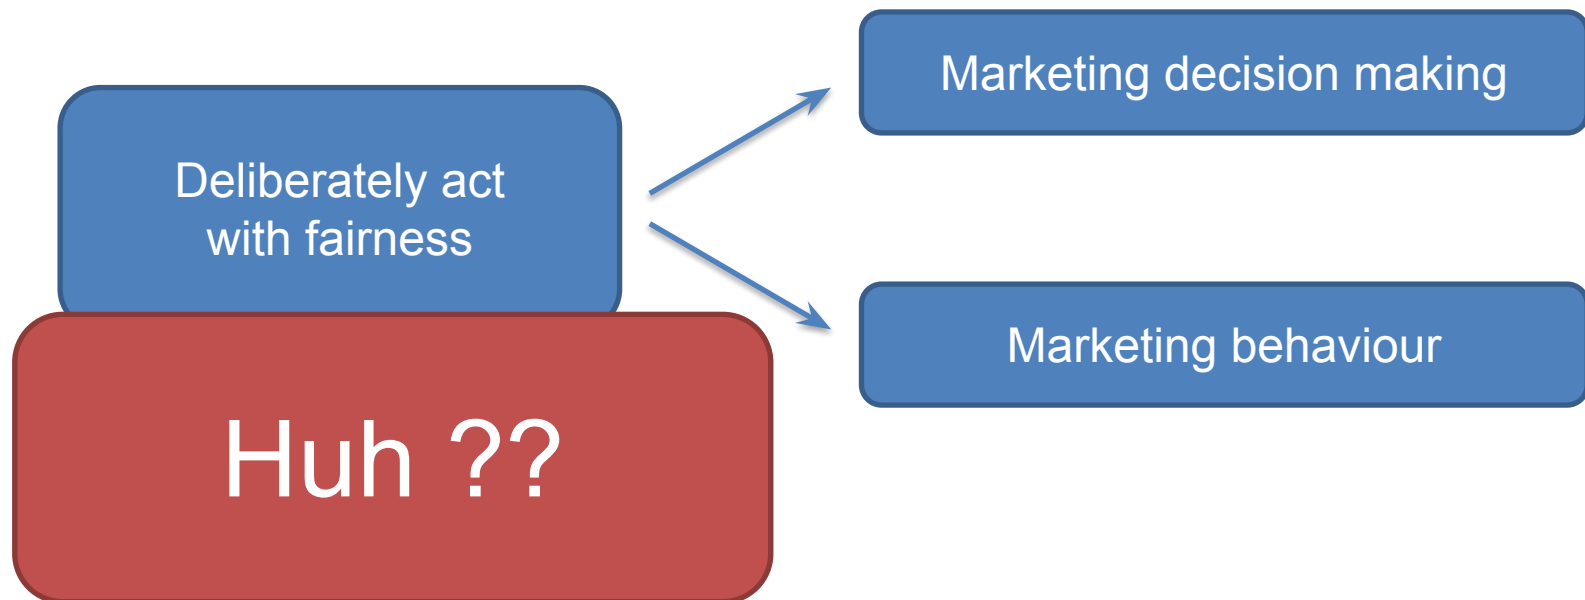 Marketing decision making
Deliberately act
with fairness
Marketing behaviour
Huh ??